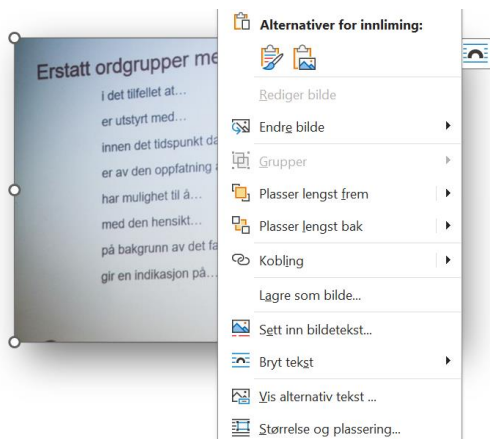 Erstatt ordgrupper me
i det tilfellet at...
er utstyrt med...
innen det tidspunkt da
er av den oppfatning
har mulighet til å...
med den hensikt...
på bakgrunn av det fa
gir en indikasjon på...
Alternativer for innliming:
Rediger bilde
Endre bilde
Grupper
Plasser lengst frem
Plasser lengst bak
Kobling
Lagre som bilde...
Sett inn bildetekst...
Bryt tekst
Vis alternativ tekst ...
Størrelse og plassering...